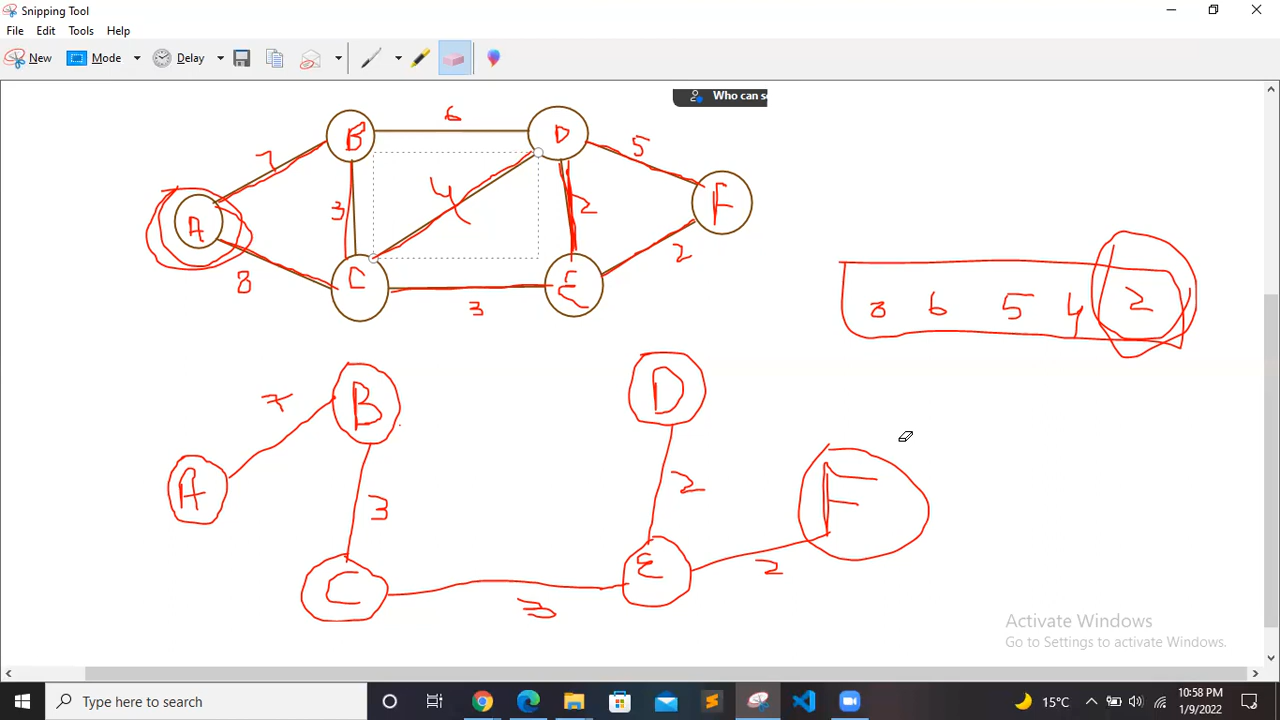 Snipping Tool
File Edit Tools Help
New Mode Delay
Who can se
B 6 D
7 5
A 3 4 2 F
8 C 3 E 2
8 6 5 4 2
B D
7
A 3 2 F
C 3 E 2
Activate Windows
Go to Settings to activate Windows.
Type here to search
15°C
10:58 PM
1/9/2022